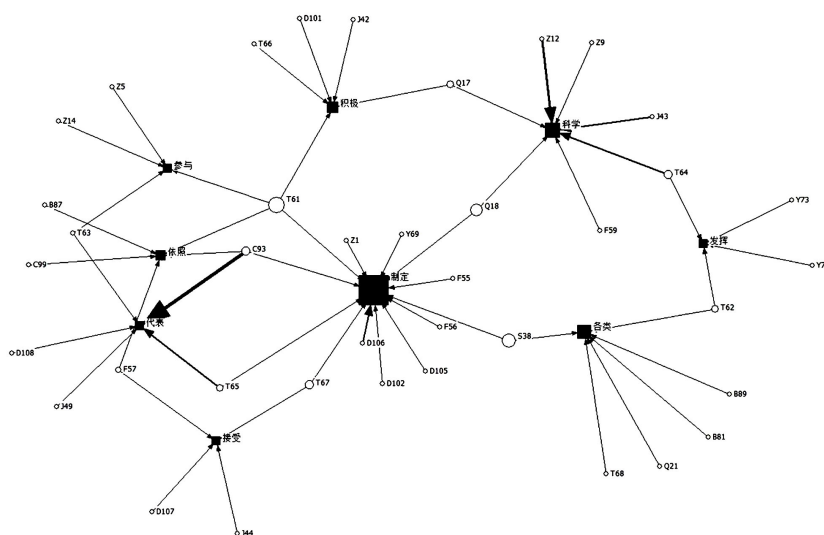 D101
J42
Z12
Z9
T66
积极
Z5
Q17
科学
J43
Z14
参与
T64
B87
T61
Q18
Y73
T63
Z1
Y69
F59
发挥
依照
C93
C99
制定
F55
Y7
代表
F56
T62
D106
S38
各类
D108
F57
T65
T67
D105
D102
B89
J49
接受
B81
Q21
T68
D107
J44